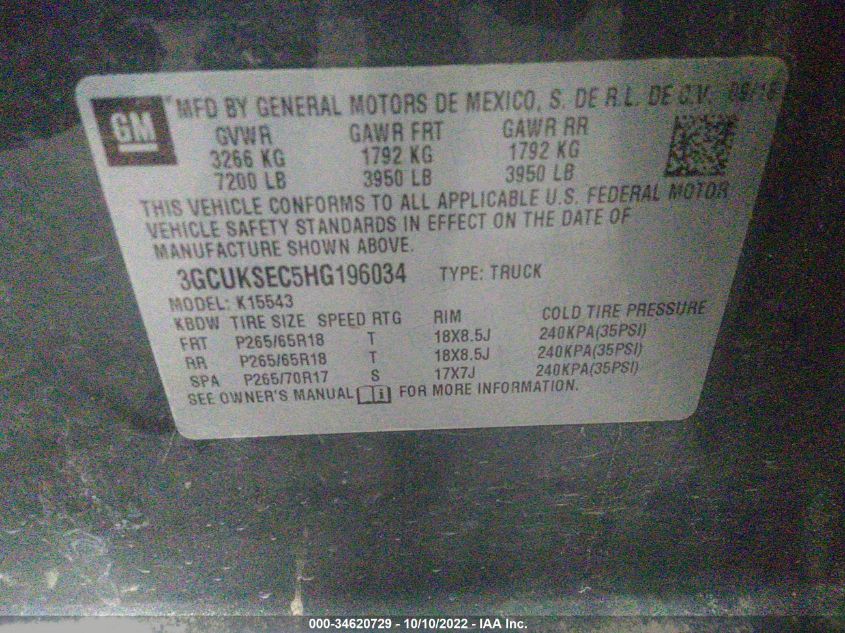 GM
MFD BY GENERAL MOTORS DE MEXICO, S. DE R.L. DE C.V. 09/16
GVWR GAWR FRT GAWR RR
3266 KG 1792 KG 1792 KG
7200 LB 3950 LB 3950 LB
THIS VEHICLE CONFORMS TO ALL APPLICABLE U.S. FEDERAL MOTOR
VEHICLE SAFETY STANDARDS IN EFFECT ON THE DATE OF
MANUFACTURE SHOWN ABOVE.
3GCUKSEC5HG196034 TYPE: TRUCK
MODEL: K15543
KBDW TIRE SIZE SPEED RTG RIM COLD TIRE PRESSURE
FRT P265/65R18 T 18X8.5J 240KPA(35PSI)
RR P265/65R18 T 18X8.5J 240KPA(35PSI)
SPA P265/70R17 S 17X7J 240KPA(35PSI)
SEE OWNER'S MANUAL FOR MORE INFORMATION.
000-34620729 - 10/10/2022 - IAA Inc.